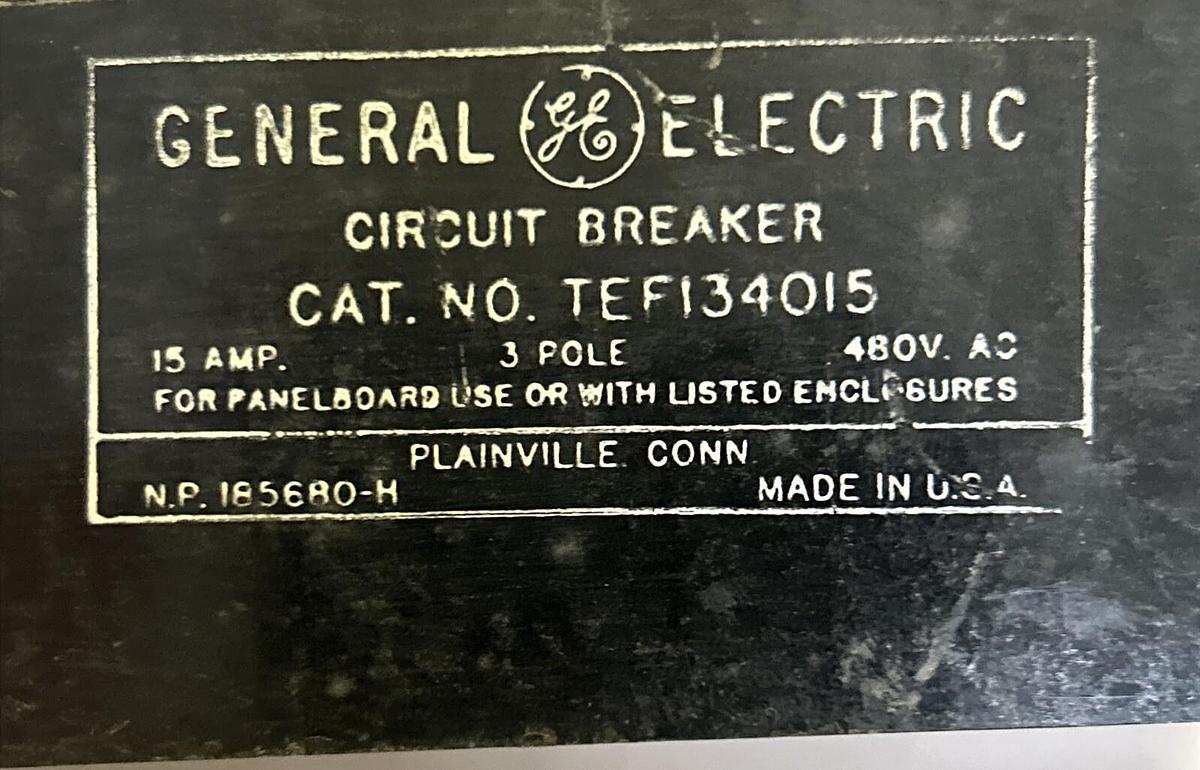 GENERAL GE ELECTRIC
CIRCUIT BREAKER
CAT. NO. TEF134015
15 AMP. 3 POLE 480V. AC
FOR PANELBOARD USE OR WITH LISTED ENCLOSURES
PLAINVILLE. CONN
N.P. 185680-H MADE IN U.S.A.